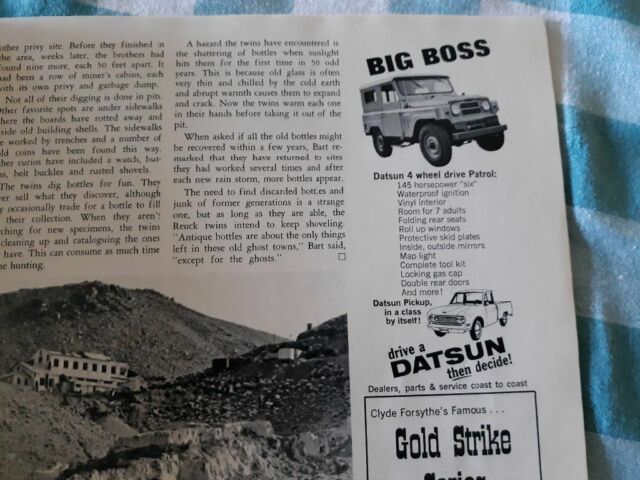 other privy site. Before they finished in
the area, weeks later, the brothers had
found nine more, each 50 feet apart. It
had been a row of miner's cabins, each
with its own privy and garbage dump.
Not all of their digging is done in pits.
Other favorite spots are under sidewalks
where the boards have rotted away and
side old building shells. The sidewalks
e worked by trenches and a number of
old coins have been found this way.
ther curios have included a watch, but-
as, belt buckles and rusted shovels.
The twins dig bottles for fun. They
ver sell what they discover, although
y occasionally trade for a bottle to fill
their collection. When they aren't
rching for new specimens, the twins
cleaning up and cataloguing the ones
have. This can consume as much time
he hunting.
A hazard the twins have encountered is
the shattering of bottles when sunlight
hits them for the first time in 50 odd
years. This is because old glass is often
very thin and chilled by the cold earth
and abrupt warmth causes them to expand
and crack. Now the twins warm each one
in their hands before taking it out of the
pit.
When asked if all the old bottles might
be recovered within a few years, Bart re-
marked that they have returned to sites
they had worked several times and after
each new rain storm, more bottles appear.
The need to find discarded bottles and
junk of former generations is a strange
one, but as long as they are able, the
Reuck twins intend to keep shoveling.
"Antique bottles are about the only things
left in these old ghost towns," Bart said,
"except for the ghosts." □
BIG BOSS
Datsun 4 wheel drive Patrol:
145 horsepower "six"
Waterproof ignition
Vinyl Interior
Room for 7 adults
Folding rear seats
Roll up windows
Protective skid plates
Inside, outside mirrors
Map light
Complete tool kit
Locking gas cap
Double rear doors
And more!
Datsun Pickup,
in a class
by itself!
drive a
DATSUN
then decide!
Dealers, parts & service coast to coast
Clyde Forsythe's Famous . . .
Gold Strike
Series